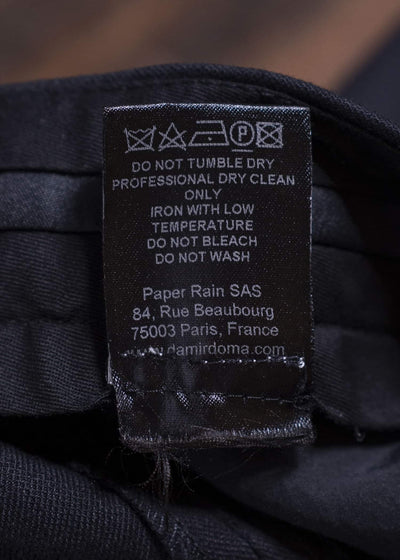 P
DO NOT TUMBLE DRY
PROFESSIONAL DRY CLEAN
ONLY
IRON WITH LOW
TEMPERATURE
DO NOT BLEACH
DO NOT WASH
Paper Rain SAS
84, Rue Beaubourg
75003 Paris, France
www.damirdoma.com